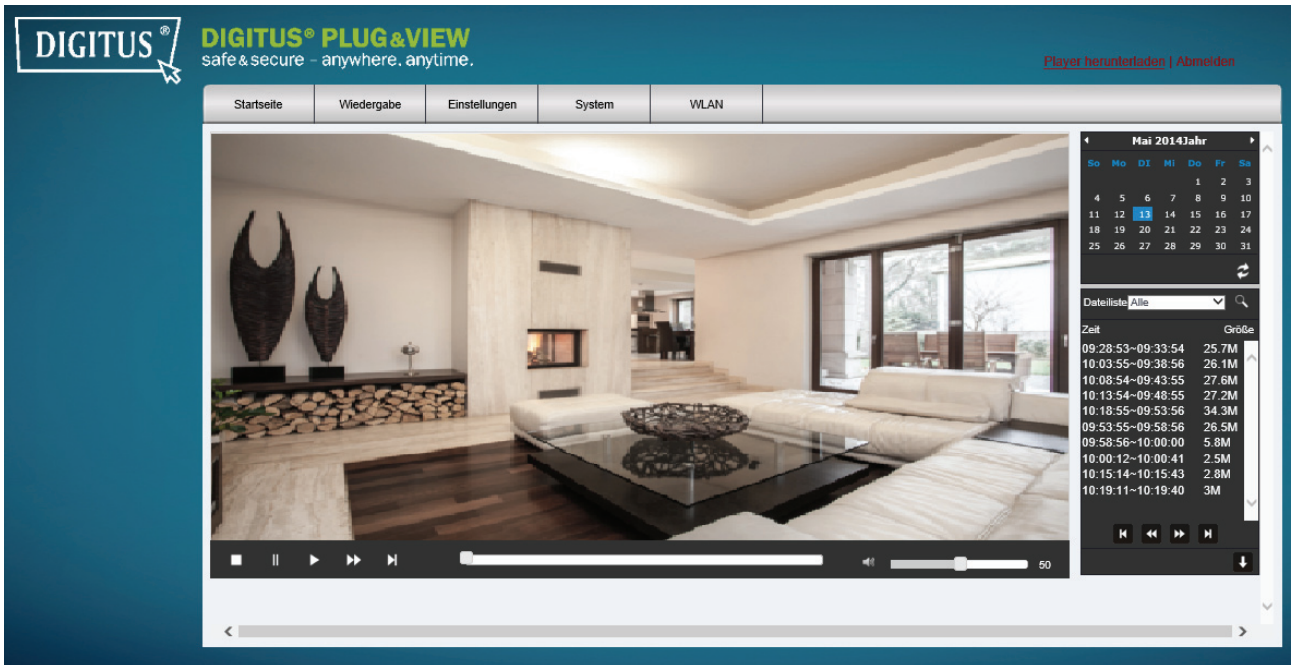 DIGITUS®
DIGITUS® PLUG&VIEW
safe & secure – anywhere, anytime.
Player herunterladen | Abmelden
Startseite Wiedergabe Einstellungen System WLAN
Mai 2014Jahr
So Mo DI Mi Do Fr Sa
1 2 3
4 5 6 7 8 9 10
11 12 13 14 15 16 17
18 19 20 21 22 23 24
25 26 27 28 29 30 31
Dateiliste Alle
Zeit Größe
09:28:53~09:33:54 25.7M
10:03:55~09:38:56 26.1M
10:08:54~09:43:55 27.6M
10:13:54~09:48:55 27.2M
10:18:55~09:53:56 34.3M
09:53:55~09:58:56 26.5M
09:58:56~10:00:00 5.8M
10:00:12~10:00:41 2.5M
10:15:14~10:15:43 2.8M
10:19:11~10:19:40 3M
50